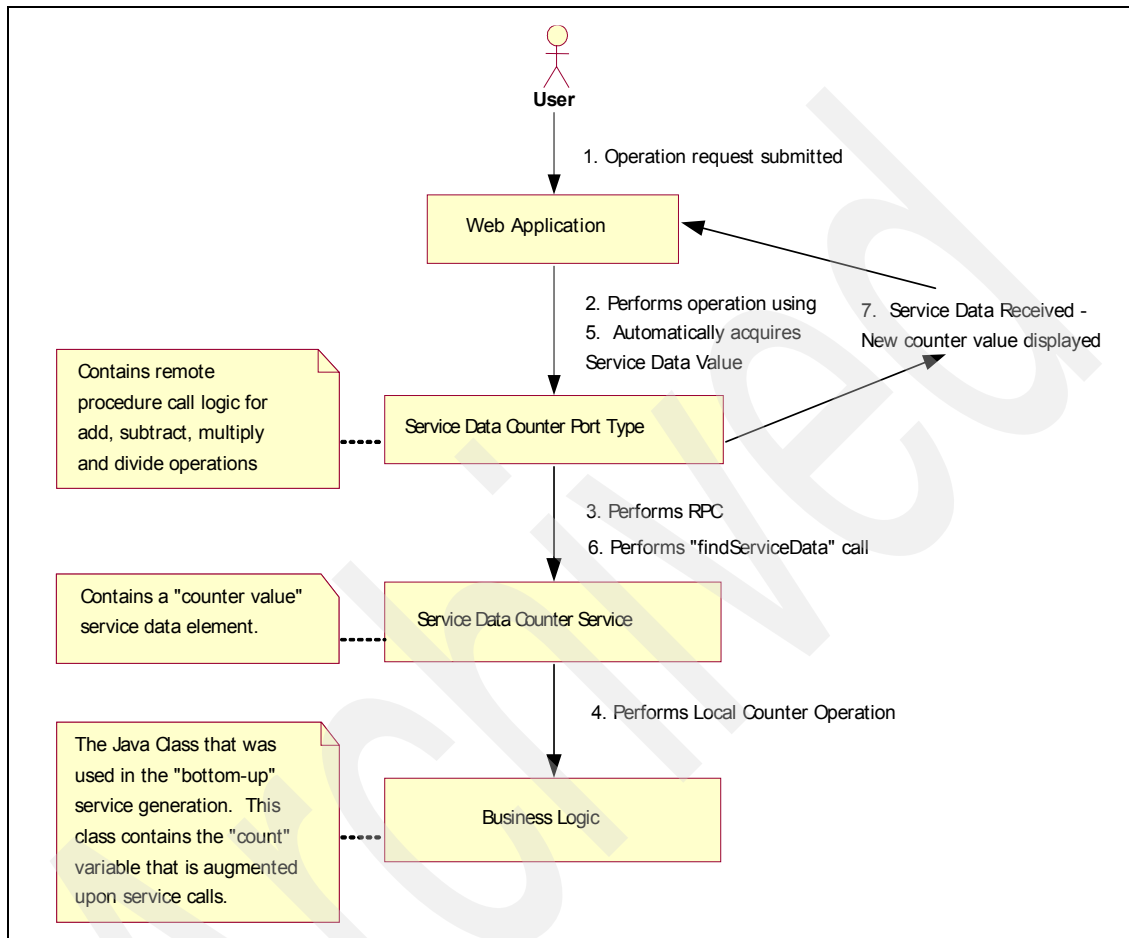 User
1. Operation request submitted
Web Application
2. Performs operation using
5. Automatically acquires
Service Data Value
7. Service Data Received -
New counter value displayed
Contains remote
procedure call logic for
add, subtract, multiply
and divide operations
Service Data Counter Port Type
3. Performs RPC
6. Performs "findServiceData" call
Contains a "counter value"
service data element.
Service Data Counter Service
4. Performs Local Counter Operation
The Java Class that was
used in the "bottom-up"
service generation. This
class contains the "count"
variable that is augmented
upon service calls.
Business Logic
Archived